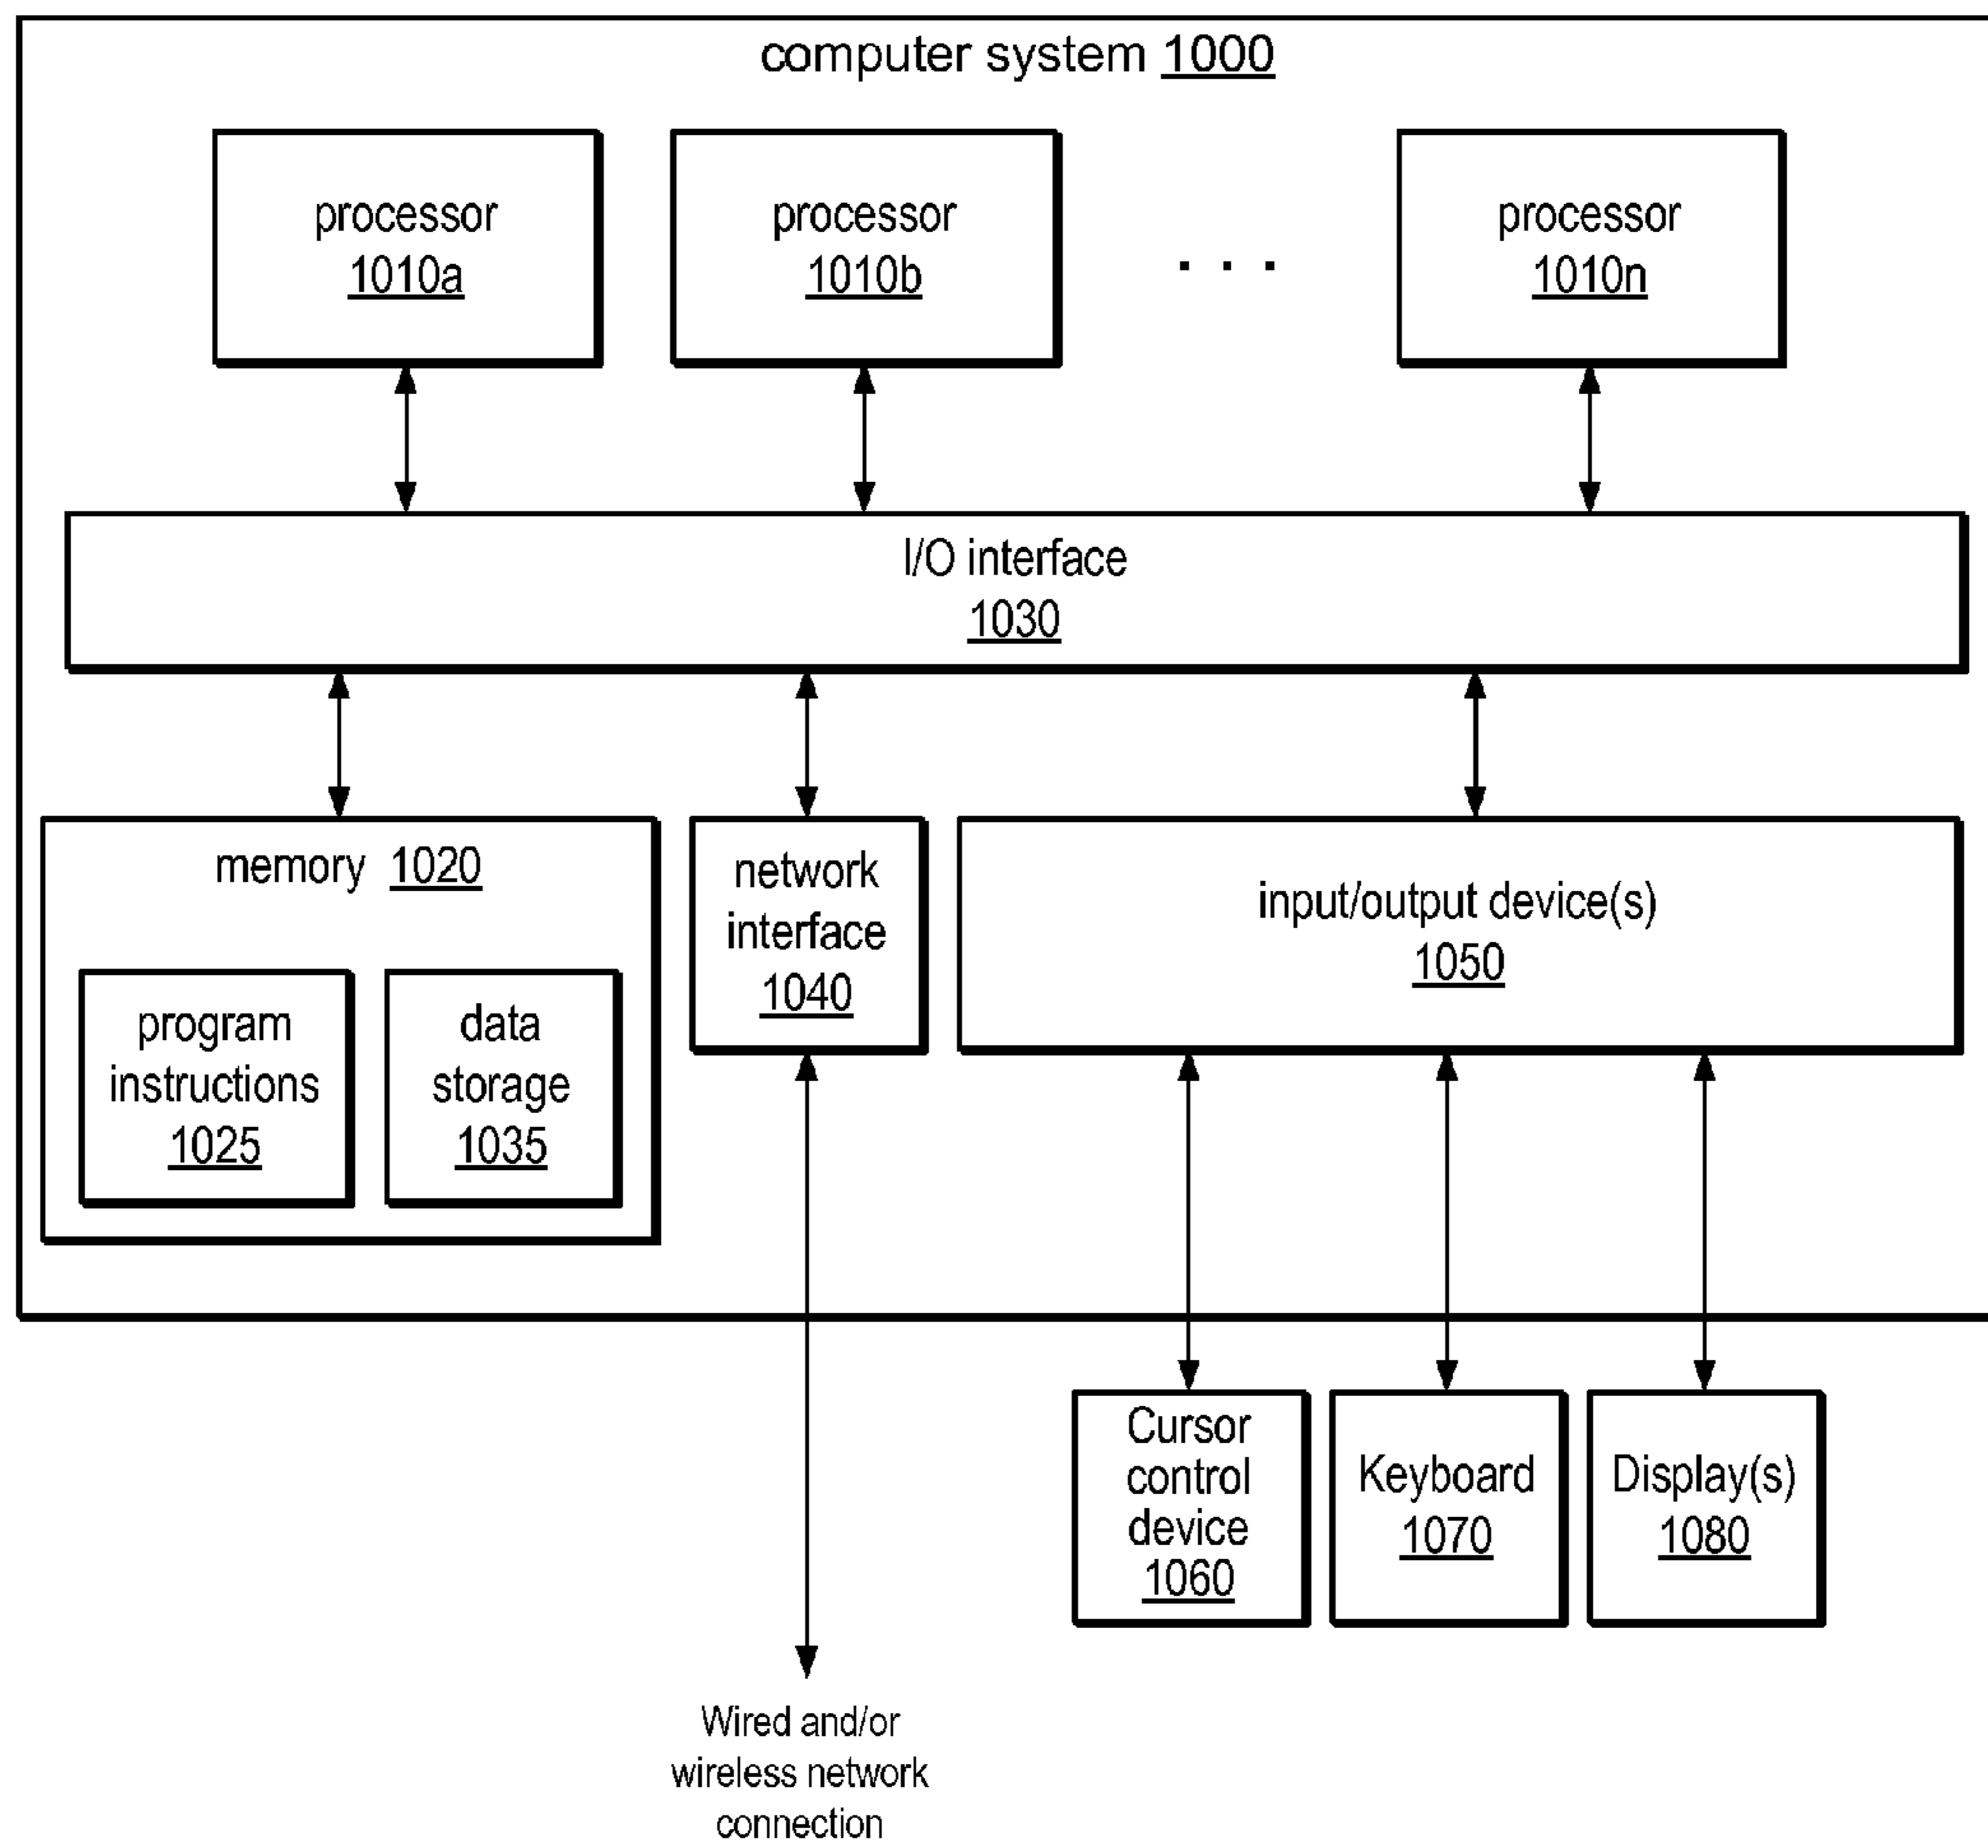 computer system 1000
processor
1010a
processor
1010b
. . .
processor
1010n
I/O interface
1030
memory 1020
program
instructions
1025
data
storage
1035
network
interface
1040
input/output device(s)
1050
Cursor
control
device
1060
Keyboard
1070
Display(s)
1080
Wired and/or
wireless network
connection